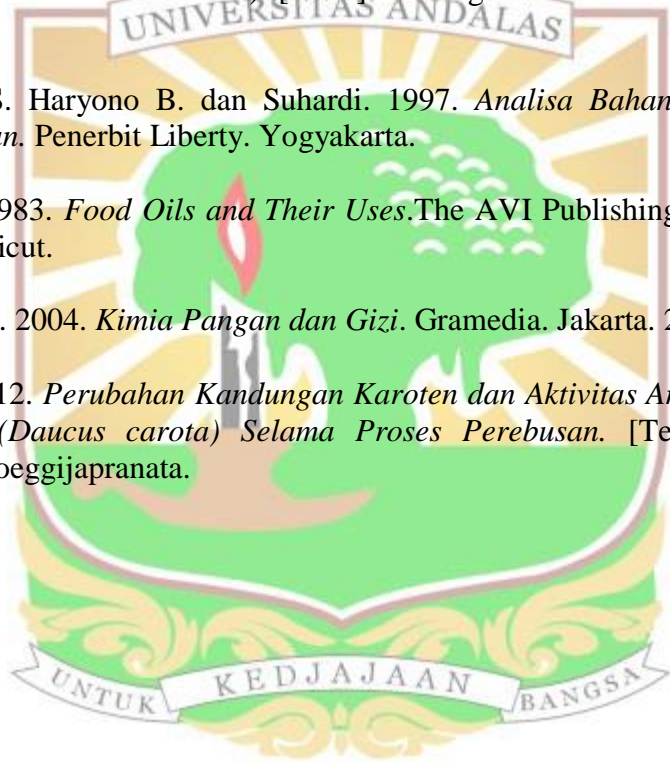 UNIVERSITAS ANDALAS
S. Haryono B. dan Suhardi. 1997. Analisa Bahan
an. Penerbit Liberty. Yogyakarta.
983. Food Oils and Their Uses.The AVI Publishing
icut.
. 2004. Kimia Pangan dan Gizi. Gramedia. Jakarta. 2
12. Perubahan Kandungan Karoten dan Aktivitas A
(Daucus carota) Selama Proses Perebusan. [Te
oeggijapranata.
UNTUK KEDJAJAAN BANGSA